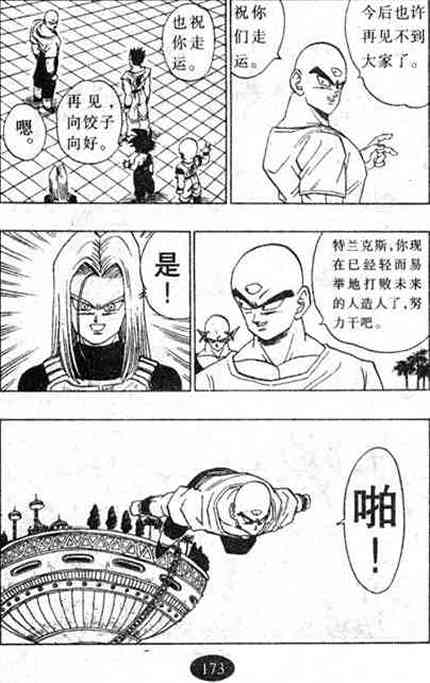 今后也许
再见不到
大家了。
祝你
们走
运。
祝走
也你
运。
再见，
向饺子
向好。
嗯。
特兰克斯，你现
在已经轻而易
举地打败未来
的人造人了，努
力干吧。
是！
啪！
173